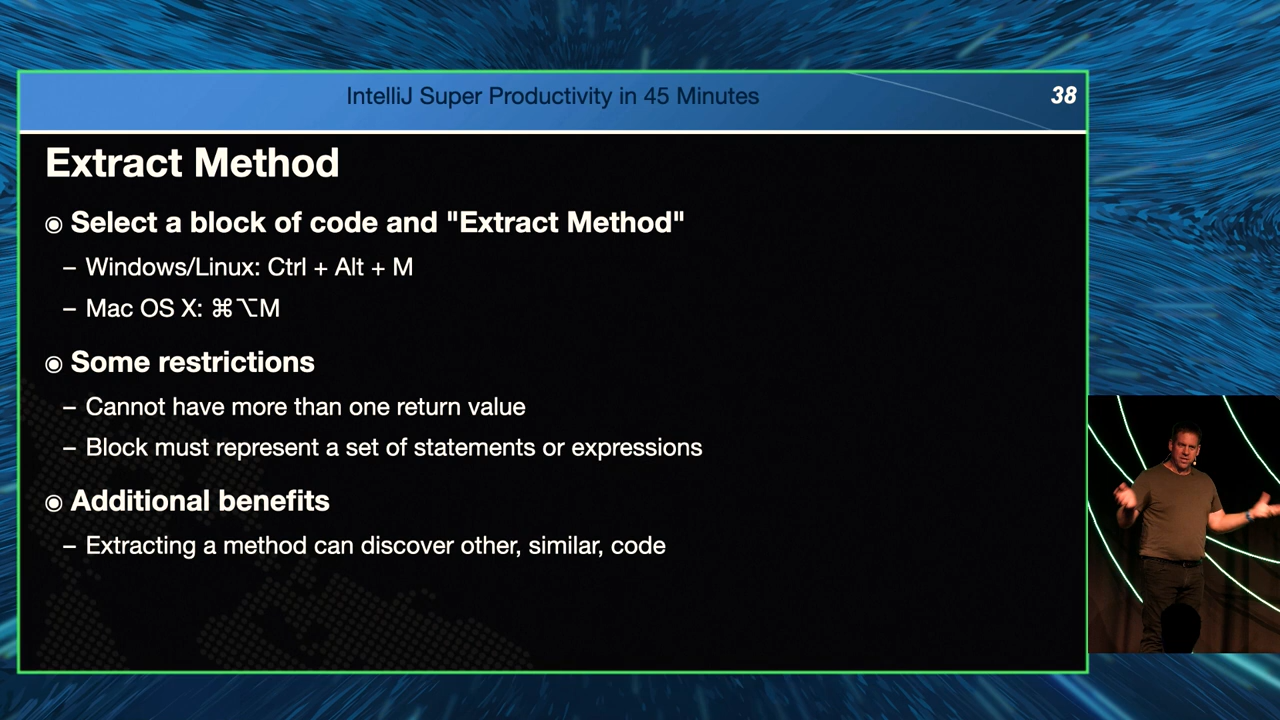 IntelliJ Super Productivity in 45 Minutes
38
Extract Method
◉ Select a block of code and "Extract Method"
– Windows/Linux: Ctrl + Alt + M
– Mac OS X: ⌘⌥M
◉ Some restrictions
– Cannot have more than one return value
– Block must represent a set of statements or expressions
◉ Additional benefits
– Extracting a method can discover other, similar, code